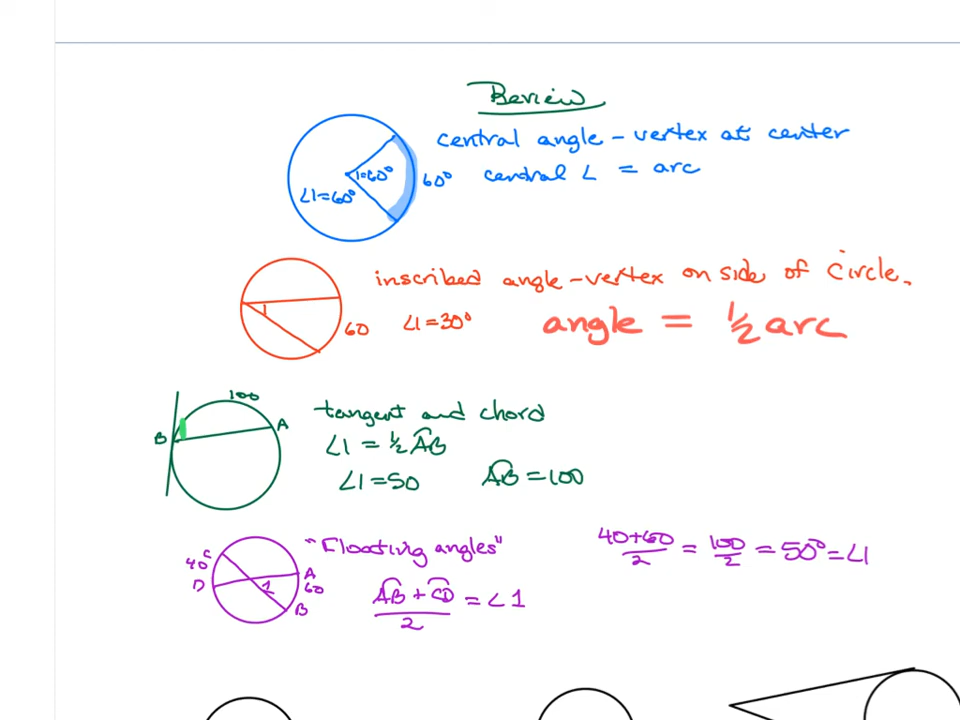 Review
central angle - vertex at center
1=60°
60°
central ∠ = arc
∠1=60°
inscribed angle - vertex on side of circle.
1
60
∠1=30°
angle = ½ arc
100
tangent and chord
B
A
∠1 = ½ AB
∠1=50
AB = 100
"Floating angles"
40+60/2 = 100/2 = 50° = ∠1
40
C
D
A
1
60
B
AB + CD/2 = ∠1